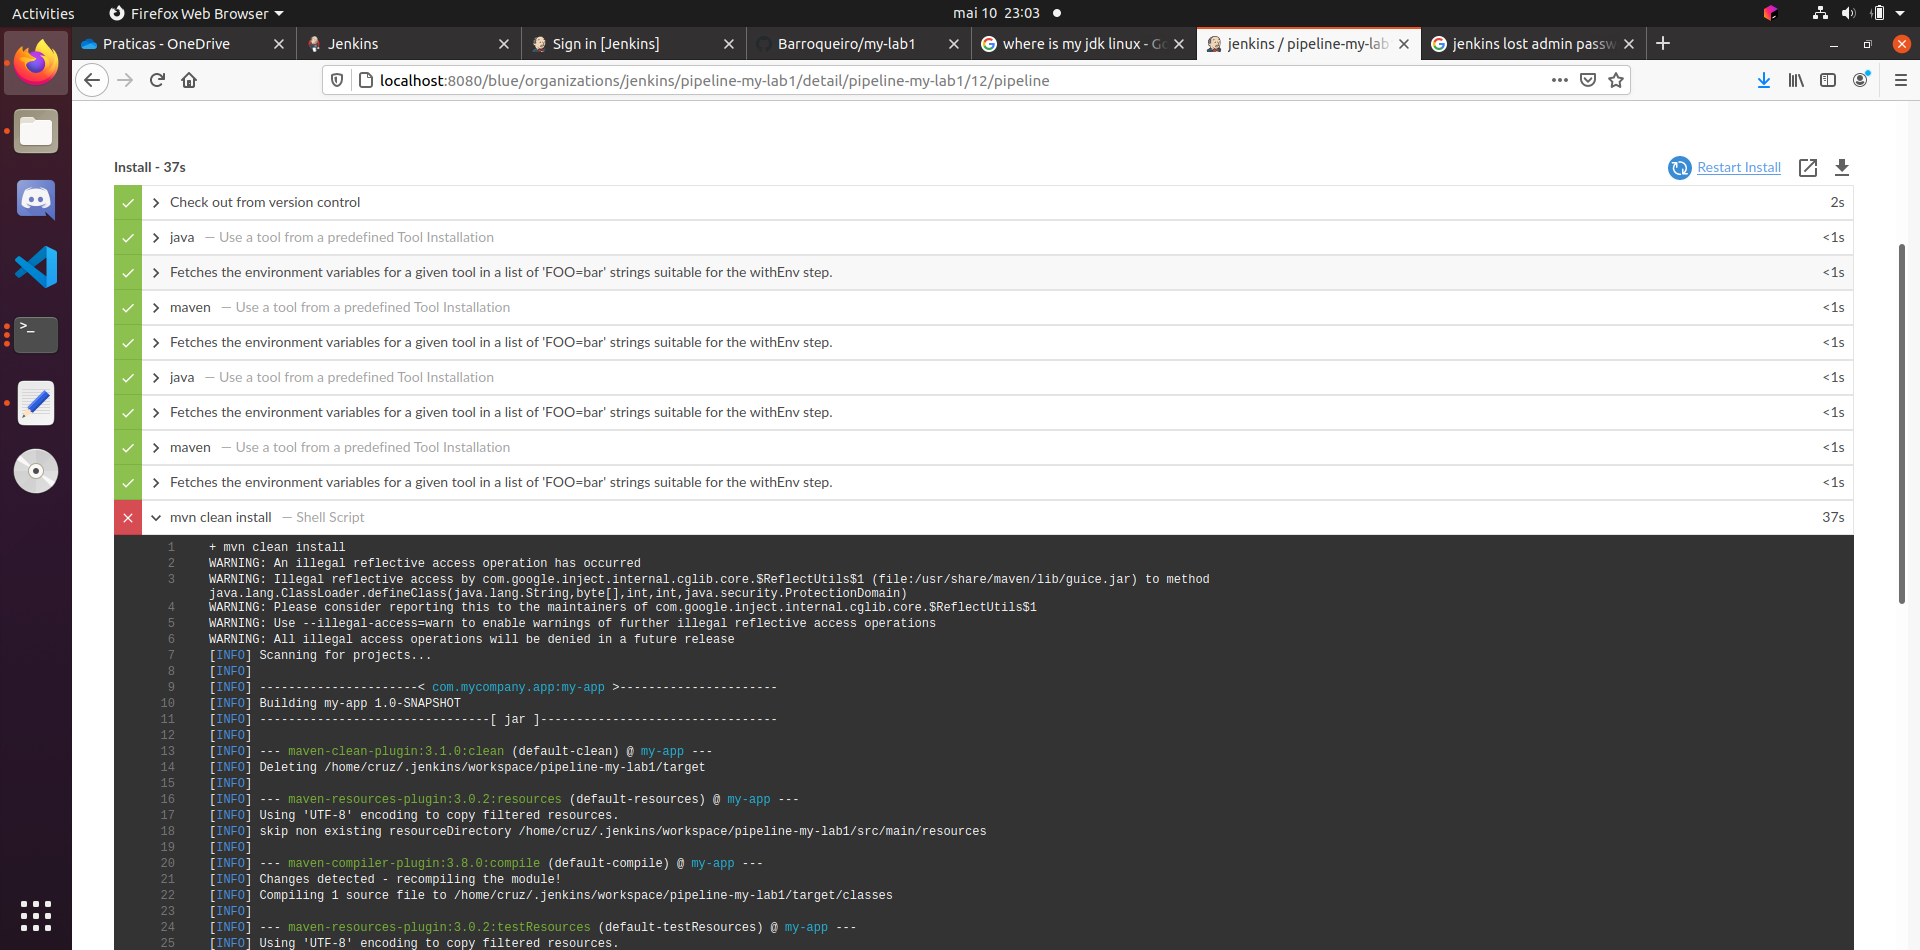 Activities
Firefox Web Browser
mai 10 23:03
Praticas - OneDrive
Jenkins
Sign in [Jenkins]
Barroqueiro/my-lab1
where is my jdk linux - Go
jenkins / pipeline-my-lab
jenkins lost admin passw
localhost:8080/blue/organizations/jenkins/pipeline-my-lab1/detail/pipeline-my-lab1/12/pipeline
Install - 37s
Restart Install
Check out from version control 2s
java — Use a tool from a predefined Tool Installation <1s
Fetches the environment variables for a given tool in a list of 'FOO=bar' strings suitable for the withEnv step. <1s
maven — Use a tool from a predefined Tool Installation <1s
Fetches the environment variables for a given tool in a list of 'FOO=bar' strings suitable for the withEnv step. <1s
java — Use a tool from a predefined Tool Installation <1s
Fetches the environment variables for a given tool in a list of 'FOO=bar' strings suitable for the withEnv step. <1s
maven — Use a tool from a predefined Tool Installation <1s
Fetches the environment variables for a given tool in a list of 'FOO=bar' strings suitable for the withEnv step. <1s
mvn clean install — Shell Script 37s
1 + mvn clean install
2 WARNING: An illegal reflective access operation has occurred
3 WARNING: Illegal reflective access by com.google.inject.internal.cglib.core.$ReflectUtils$1 (file:/usr/share/maven/lib/guice.jar) to method
java.lang.ClassLoader.defineClass(java.lang.String,byte[],int,int,java.security.ProtectionDomain)
4 WARNING: Please consider reporting this to the maintainers of com.google.inject.internal.cglib.core.$ReflectUtils$1
5 WARNING: Use --illegal-access=warn to enable warnings of further illegal reflective access operations
6 WARNING: All illegal access operations will be denied in a future release
7 [INFO] Scanning for projects...
8 [INFO]
9 [INFO] ----------------------< com.mycompany.app:my-app >----------------------
10 [INFO] Building my-app 1.0-SNAPSHOT
11 [INFO] --------------------------------[ jar ]---------------------------------
12 [INFO]
13 [INFO] --- maven-clean-plugin:3.1.0:clean (default-clean) @ my-app ---
14 [INFO] Deleting /home/cruz/.jenkins/workspace/pipeline-my-lab1/target
15 [INFO]
16 [INFO] --- maven-resources-plugin:3.0.2:resources (default-resources) @ my-app ---
17 [INFO] Using 'UTF-8' encoding to copy filtered resources.
18 [INFO] skip non existing resourceDirectory /home/cruz/.jenkins/workspace/pipeline-my-lab1/src/main/resources
19 [INFO]
20 [INFO] --- maven-compiler-plugin:3.8.0:compile (default-compile) @ my-app ---
21 [INFO] Changes detected - recompiling the module!
22 [INFO] Compiling 1 source file to /home/cruz/.jenkins/workspace/pipeline-my-lab1/target/classes
23 [INFO]
24 [INFO] --- maven-resources-plugin:3.0.2:testResources (default-testResources) @ my-app ---
25 [INFO] Using 'UTF-8' encoding to copy filtered resources.